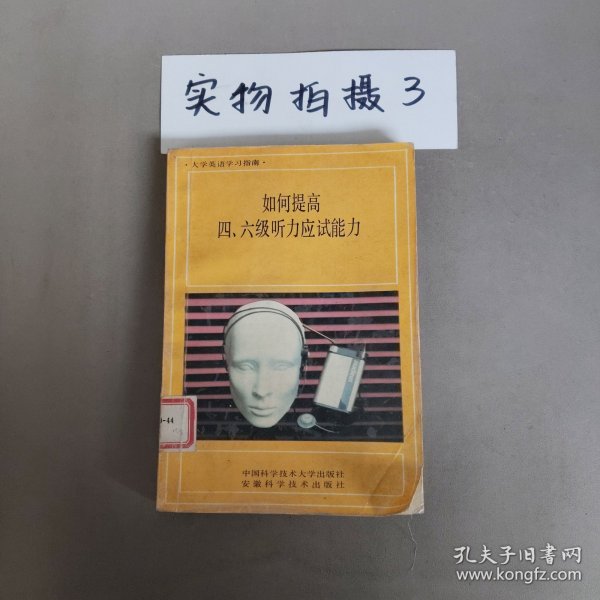 实物拍摄3
·大学英语学习指南·
如何提高
四、六级听力应试能力
9-44
中国科学技术大学出版社
安徽科学技术出版社
孔夫子旧书网
www.kongfz.com